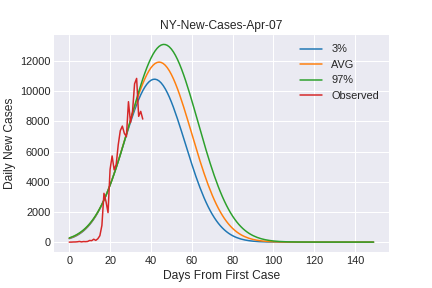 NY-New-Cases-Apr-07
Daily New Cases
12000
10000
8000
6000
4000
2000
0
3%
AVG
97%
Observed
0 20 40 60 80 100 120 140
Days From First Case